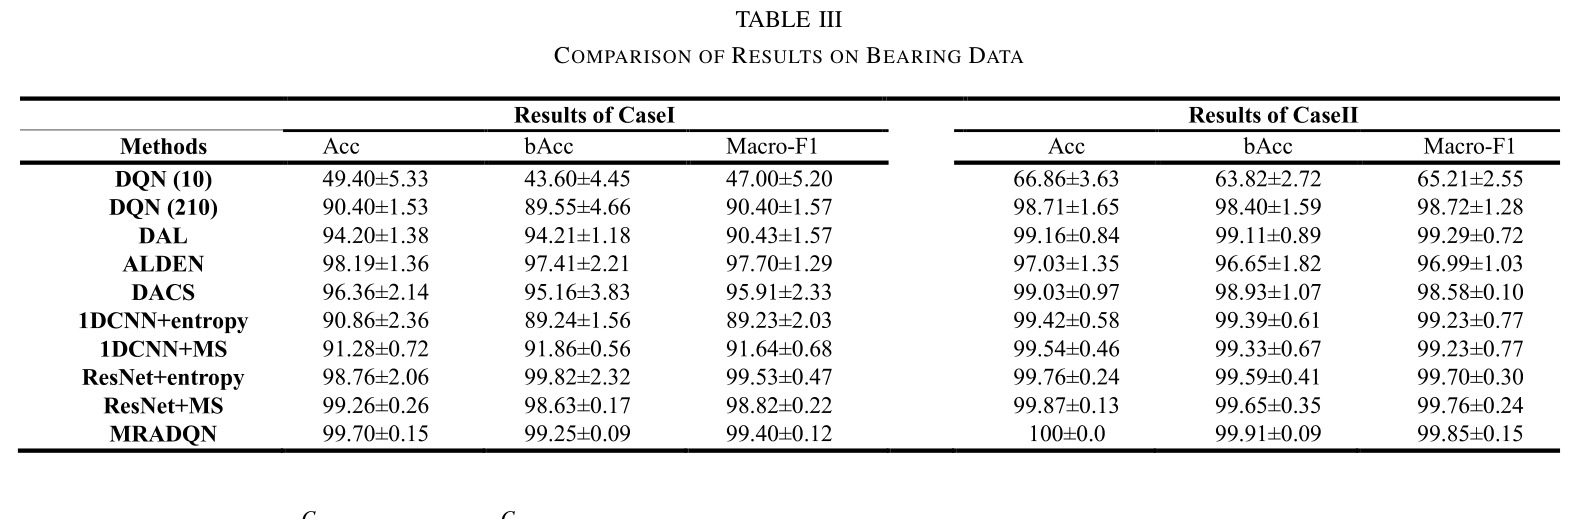 TABLE III
COMPARISON OF RESULTS ON BEARING DATA
Results of CaseI Results of CaseII
Methods Acc bAcc Macro-F1 Acc bAcc Macro-F1
DQN (10) 49.40±5.33 43.60±4.45 47.00±5.20 66.86±3.63 63.82±2.72 65.21±2.55
DQN (210) 90.40±1.53 89.55±4.66 90.40±1.57 98.71±1.65 98.40±1.59 98.72±1.28
DAL 94.20±1.38 94.21±1.18 90.43±1.57 99.16±0.84 99.11±0.89 99.29±0.72
ALDEN 98.19±1.36 97.41±2.21 97.70±1.29 97.03±1.35 96.65±1.82 96.99±1.03
DACS 96.36±2.14 95.16±3.83 95.91±2.33 99.03±0.97 98.93±1.07 98.58±0.10
1DCNN+entropy 90.86±2.36 89.24±1.56 89.23±2.03 99.42±0.58 99.39±0.61 99.23±0.77
1DCNN+MS 91.28±0.72 91.86±0.56 91.64±0.68 99.54±0.46 99.33±0.67 99.23±0.77
ResNet+entropy 98.76±2.06 99.82±2.32 99.53±0.47 99.76±0.24 99.59±0.41 99.70±0.30
ResNet+MS 99.26±0.26 98.63±0.17 98.82±0.22 99.87±0.13 99.65±0.35 99.76±0.24
MRADQN 99.70±0.15 99.25±0.09 99.40±0.12 100±0.0 99.91±0.09 99.85±0.15